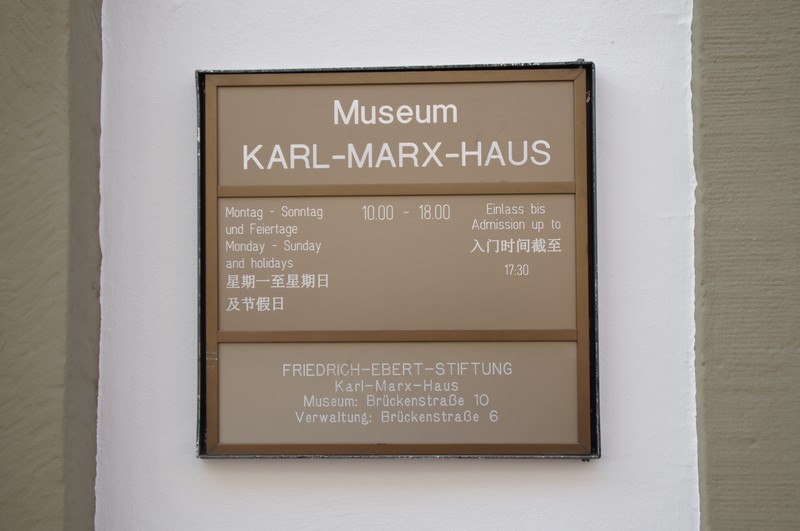 Museum
KARL-MARX-HAUS
Montag - Sonntag
und Feiertage
Monday - Sunday
and holidays
星期一至星期日
及节假日
10.00 - 18.00
Einlass bis
Admission up to
入门时间截至
17:30
FRIEDRICH-EBERT-STIFTUNG
Karl-Marx-Haus
Museum: Brückenstraße 10
Verwaltung: Brückenstraße 6